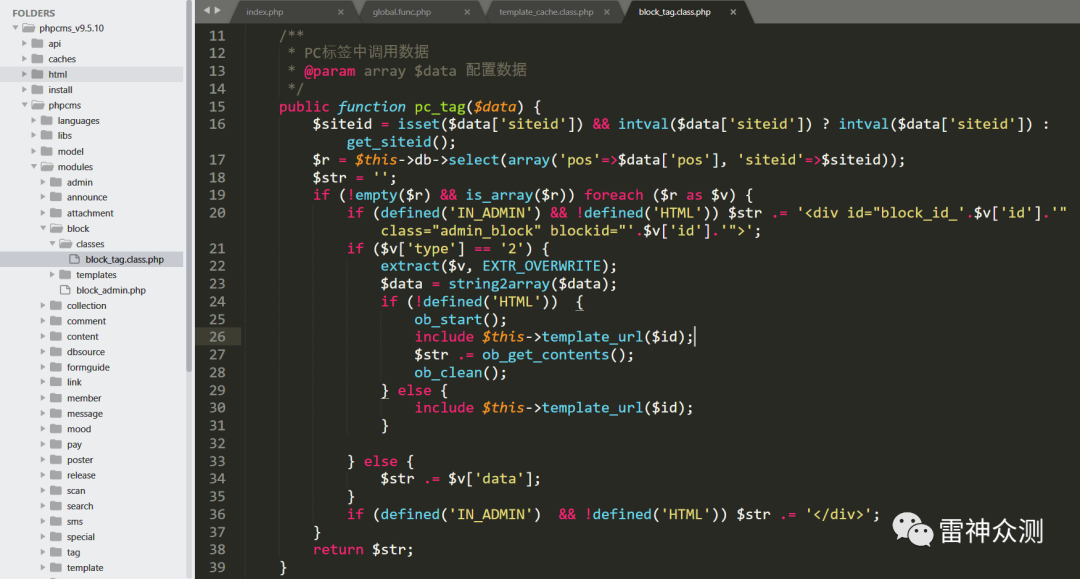 FOLDERS
phpcms_v9.5.10
api
caches
html
install
phpcms
languages
libs
model
modules
admin
announce
attachment
block
classes
block_tag.class.php
templates
block_admin.php
collection
comment
content
dbsource
formguide
link
member
message
mood
pay
poster
release
scan
search
sms
special
tag
template
index.php × global.func.php × template_cache.class.php × block_tag.class.php ×
11 /**
12 * PC标签中调用数据
13 * @param array $data 配置数据
14 */
15 public function pc_tag($data) {
16 $siteid = isset($data['siteid']) && intval($data['siteid']) ? intval($data['siteid']) :
get_siteid();
17 $r = $this->db->select(array('pos'=>$data['pos'], 'siteid'=>$siteid));
18 $str = '';
19 if (!empty($r) && is_array($r)) foreach ($r as $v) {
20 if (defined('IN_ADMIN') && !defined('HTML')) $str .= '<div id="block_id_'.$v['id'].'"
class="admin_block" blockid="'.$v['id'].'">';
21 if ($v['type'] == '2') {
22 extract($v, EXTR_OVERWRITE);
23 $data = string2array($data);
24 if (!defined('HTML')) {
25 ob_start();
26 include $this->template_url($id);
27 $str .= ob_get_contents();
28 ob_clean();
29 } else {
30 include $this->template_url($id);
31 }
32
33 } else {
34 $str .= $v['data'];
35 }
36 if (defined('IN_ADMIN') && !defined('HTML')) $str .= '</div>';
37 }
38 return $str;
39 }
雷神众测